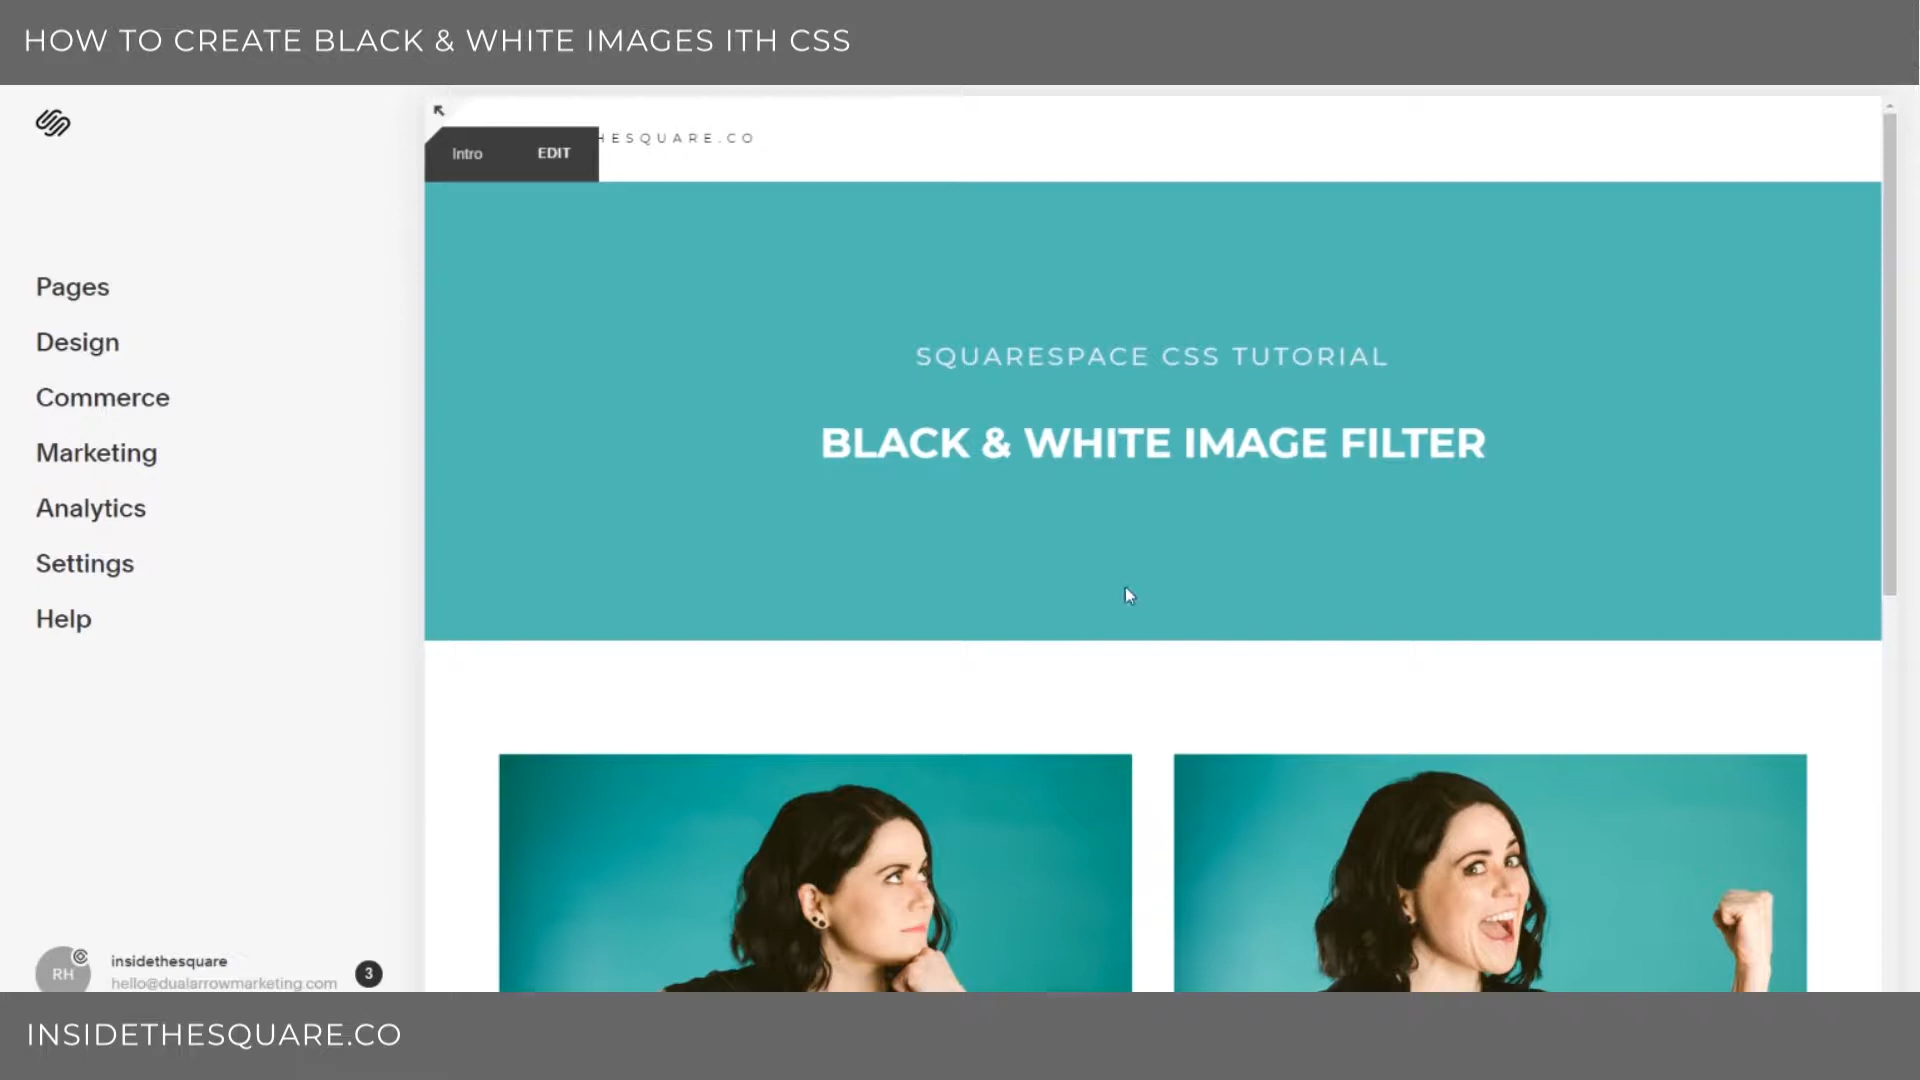 HOW TO CREATE BLACK & WHITE IMAGES ITH CSS
Intro
EDIT
HESQUARE.CO
Pages
Design
Commerce
Marketing
Analytics
Settings
Help
SQUARESPACE CSS TUTORIAL
BLACK & WHITE IMAGE FILTER
RH
insidethesquare
hello@dualarrowmarketing.com
3
INSIDETHESQUARE.CO